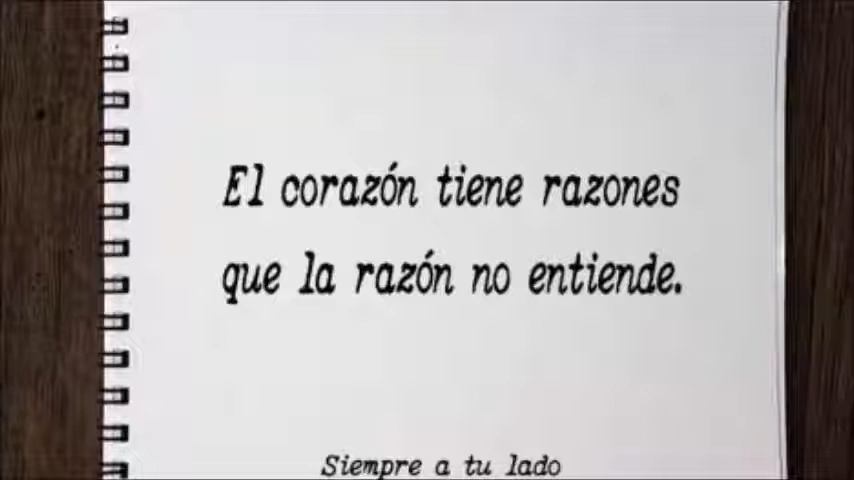 El corazón tiene razones
que la razón no entiende.
Siempre a tu lado